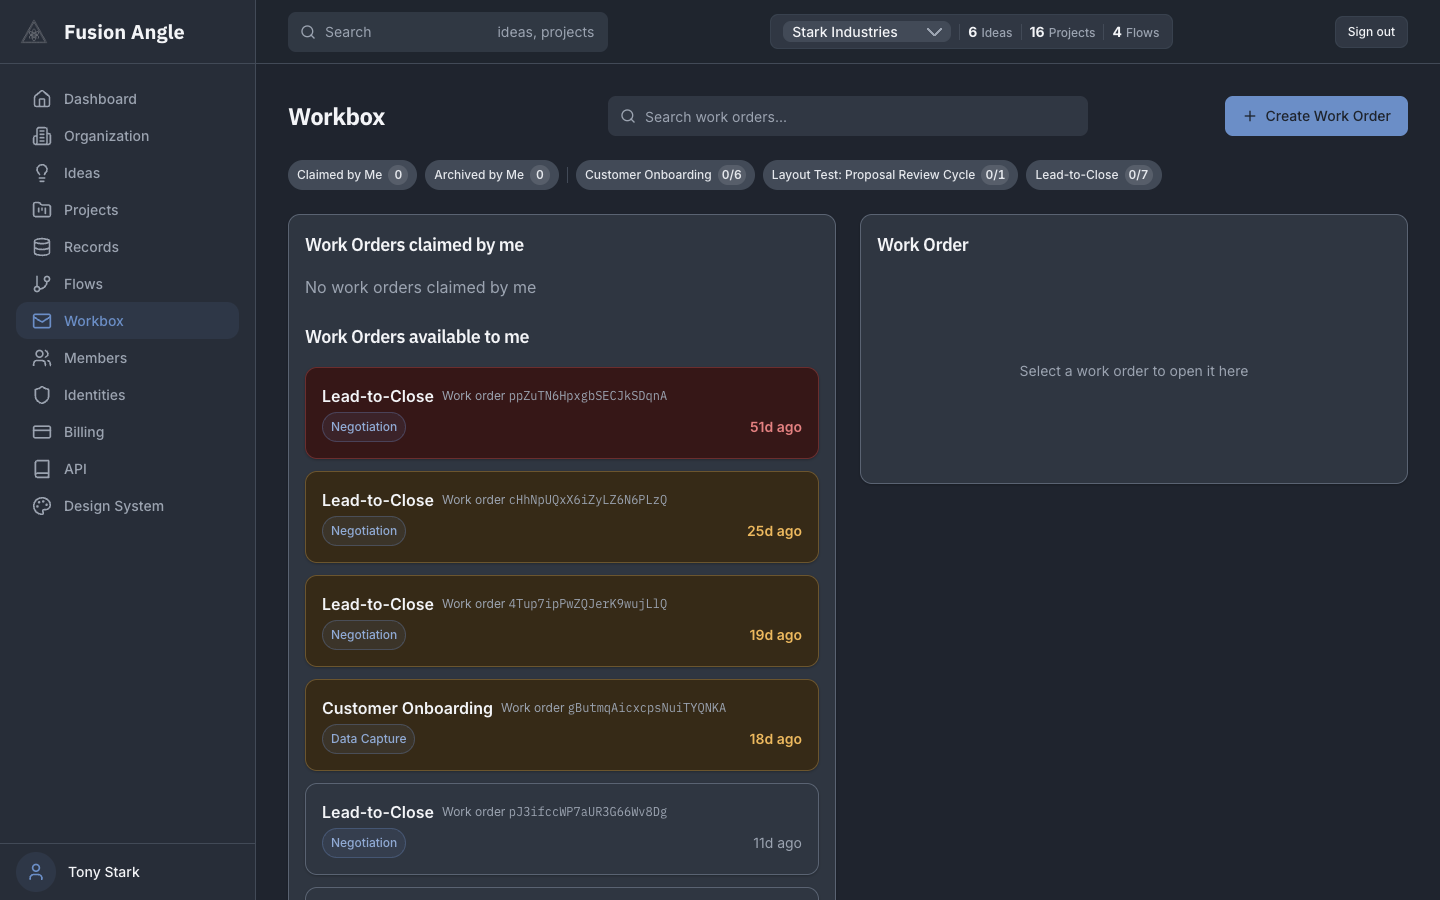 Fusion Angle
Search ideas, projects
Stark Industries 6 Ideas 16 Projects 4 Flows
Sign out
Dashboard
Organization
Ideas
Projects
Records
Flows
Workbox
Members
Identities
Billing
API
Design System
Tony Stark
Workbox
Search work orders...
Create Work Order
Claimed by Me 0 Archived by Me 0 Customer Onboarding 0/6 Layout Test: Proposal Review Cycle 0/1 Lead-to-Close 0/7
Work Orders claimed by me
No work orders claimed by me
Work Orders available to me
Lead-to-Close Work order ppZuTN6HpxgbSECJkSDqnA
Negotiation 51d ago
Lead-to-Close Work order cHhNpUQxX6iZyLZ6N6PLzQ
Negotiation 25d ago
Lead-to-Close Work order 4Tup7ipPwZQJerK9wujLlQ
Negotiation 19d ago
Customer Onboarding Work order gButmqAicxcpsNuiTYQNKA
Data Capture 18d ago
Lead-to-Close Work order pJ3ifccWP7aUR3G66Wv8Dg
Negotiation 11d ago
Work Order
Select a work order to open it here